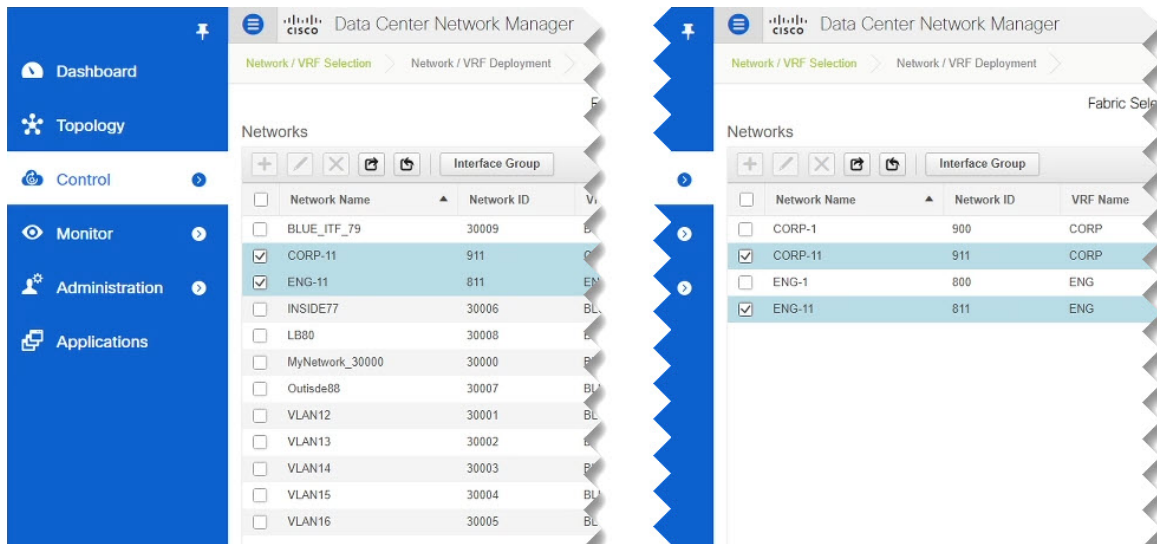 Dashboard
Topology
Control
Monitor
Administration
Applications
cisco Data Center Network Manager
Network / VRF Selection Network / VRF Deployment
Networks
Interface Group
Network Name Network ID
BLUE_ITF_79 30009
CORP-11 911
ENG-11 811
INSIDE77 30006
LB80 30008
MyNetwork_30000 30000
Outisde88 30007
VLAN12 30001
VLAN13 30002
VLAN14 30003
VLAN15 30004
VLAN16 30005
cisco Data Center Network Manager
Network / VRF Selection Network / VRF Deployment
Fabric Sele
Networks
Interface Group
Network Name Network ID VRF Name
CORP-1 900 CORP
CORP-11 911 CORP
ENG-1 800 ENG
ENG-11 811 ENG